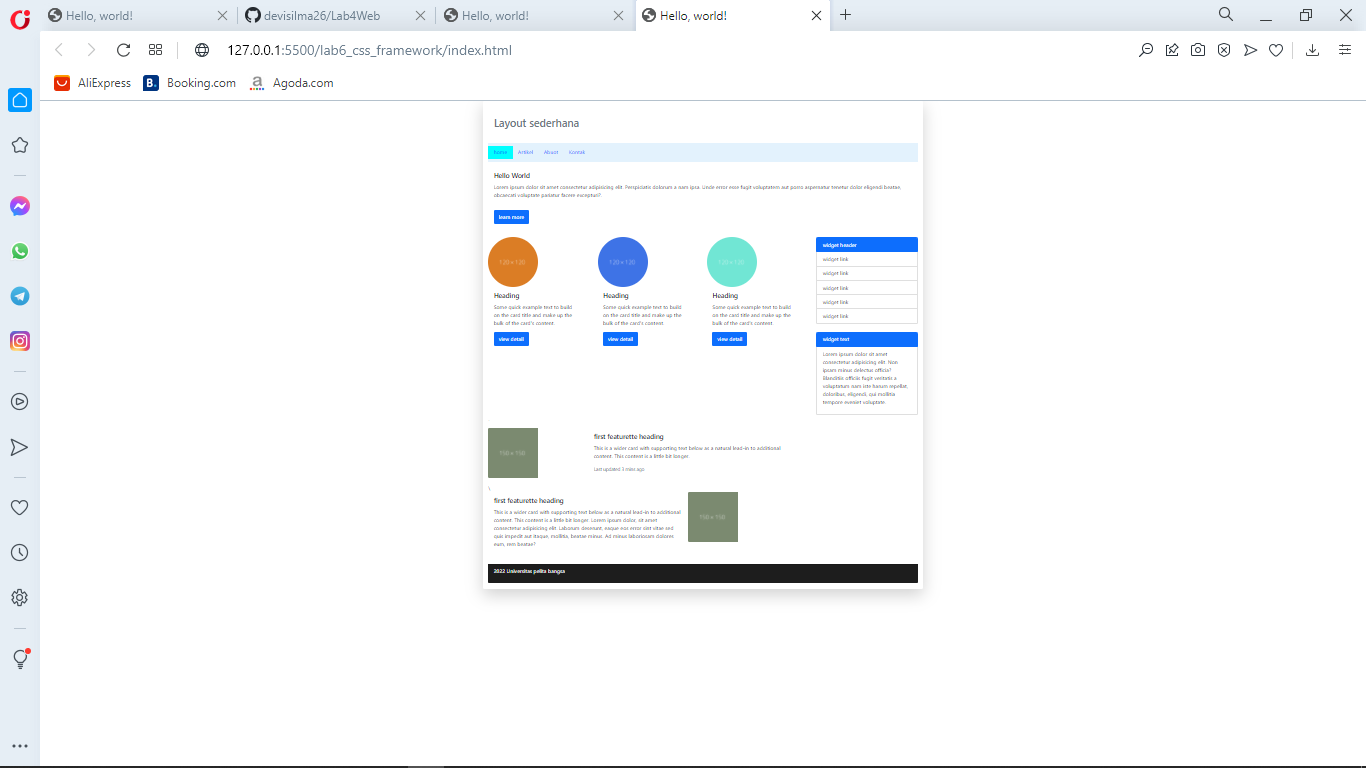 Hello, world!
devisilma26/Lab4Web
Hello, world!
Hello, world!
127.0.0.1:5500/lab6_css_framework/index.html
AliExpress
B.
Booking.com
a
Agoda.com
Layout sederhana
home
Artikel
Abuot
Kontak
Hello World
Lorem ipsum dolor sit amet consectetur adipisicing elit. Perspiciatis dolorum a nam ipsa. Unde error esse fugit voluptatem aut porro aspernatur tenetur dolor eligendi beatae,
obcaecati voluptate pariatur facere excepturi?
learn more
120 × 120
120 × 120
120 × 120
Heading
Some quick example text to build
on the card title and make up the
bulk of the card's content.
view detail
Heading
Some quick example text to build
on the card title and make up the
bulk of the card's content.
view detail
Heading
Some quick example text to build
on the card title and make up the
bulk of the card's content.
view detail
widget header
widget link
widget link
widget link
widget link
widget link
widget text
Lorem ipsum dolor sit amet
consectetur adipisicing elit. Non
ipsam minus delectus officia?
Blanditiis officiis fugit veritatis a
voluptatum nam iste harum repellat,
doloribus, eligendi, qui mollitia
tempore eveniet voluptate.
150 × 150
first featurette heading
This is a wider card with supporting text below as a natural lead-in to additional
content. This content is a little bit longer.
Last updated 3 mins ago
\
first featurette heading
This is a wider card with supporting text below as a natural lead-in to additional
content. This content is a little bit longer. Lorem ipsum dolor, sit amet
consectetur adipisicing elit. Laborum deserunt, eaque eos error sint vitae sed
quis impedit aut itaque, mollitia, beatae minus. Ad minus laboriosam dolores
eum, rem beatae?
150 × 150
2022 Universitas pelita bangsa